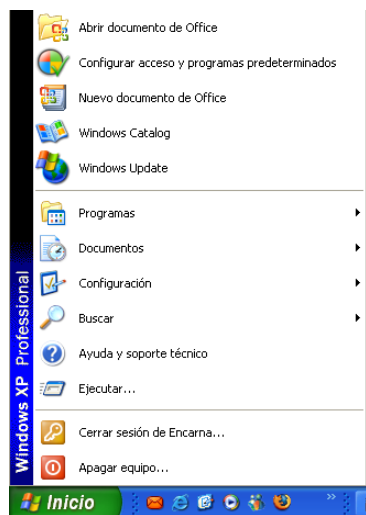 Abrir documento de Office
Configurar acceso y programas predeterminados
Nuevo documento de Office
Windows Catalog
Windows Update
Programas
Documentos
Configuración
Buscar
Ayuda y soporte técnico
Ejecutar...
Cerrar sesión de Encarna...
Apagar equipo...
Windows XP Professional
Inicio